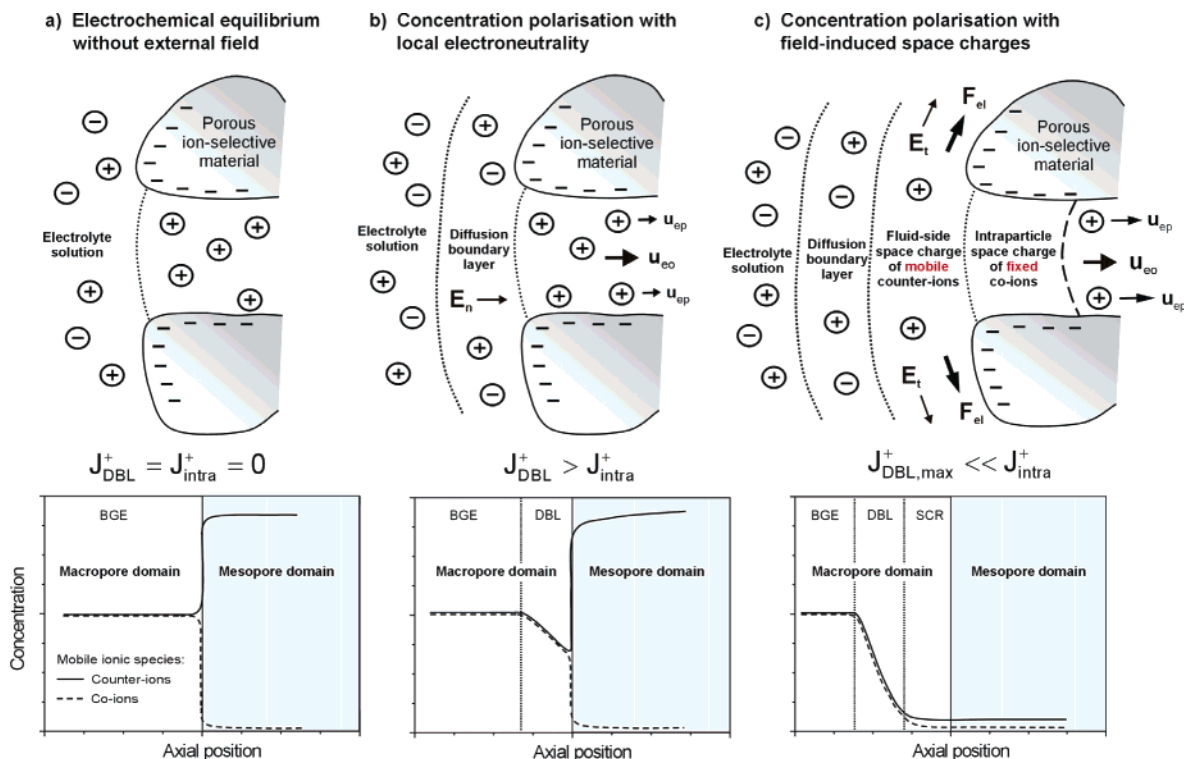 a) Electrochemical equilibrium
without external field
b) Concentration polarisation with
local electroneutrality
c) Concentration polarisation with
field-induced space charges
Porous
ion-selective
material
Electrolyte
solution
Porous
ion-selective
material
Electrolyte
solution
Diffusion
boundary
layer
E_n
u_ep
u_eo
u_ep
E_t
F_el
Porous
ion-selective
material
Electrolyte
solution
Diffusion
boundary
layer
Fluid-side
space charge
of mobile
counter-ions
Intraparticle
space charge
of fixed
co-ions
u_ep
u_eo
u_ep
E_t
F_el
J⁺_DBL = J⁺_intra = 0
J⁺_DBL > J⁺_intra
J⁺_DBL,max << J⁺_intra
BGE
Macropore domain
Mesopore domain
Concentration
Mobile ionic species:
Counter-ions
Co-ions
Axial position
BGE DBL
Macropore domain
Mesopore domain
Axial position
BGE DBL SCR
Macropore domain
Mesopore domain
Axial position